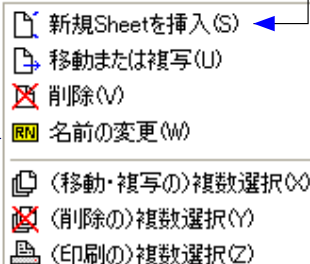 新規Sheetを挿入(S)
移動または複写(U)
削除(V)
RN 名前の変更(W)
(移動・複写の)複数選択(X)
(削除の)複数選択(Y)
(印刷の)複数選択(Z)